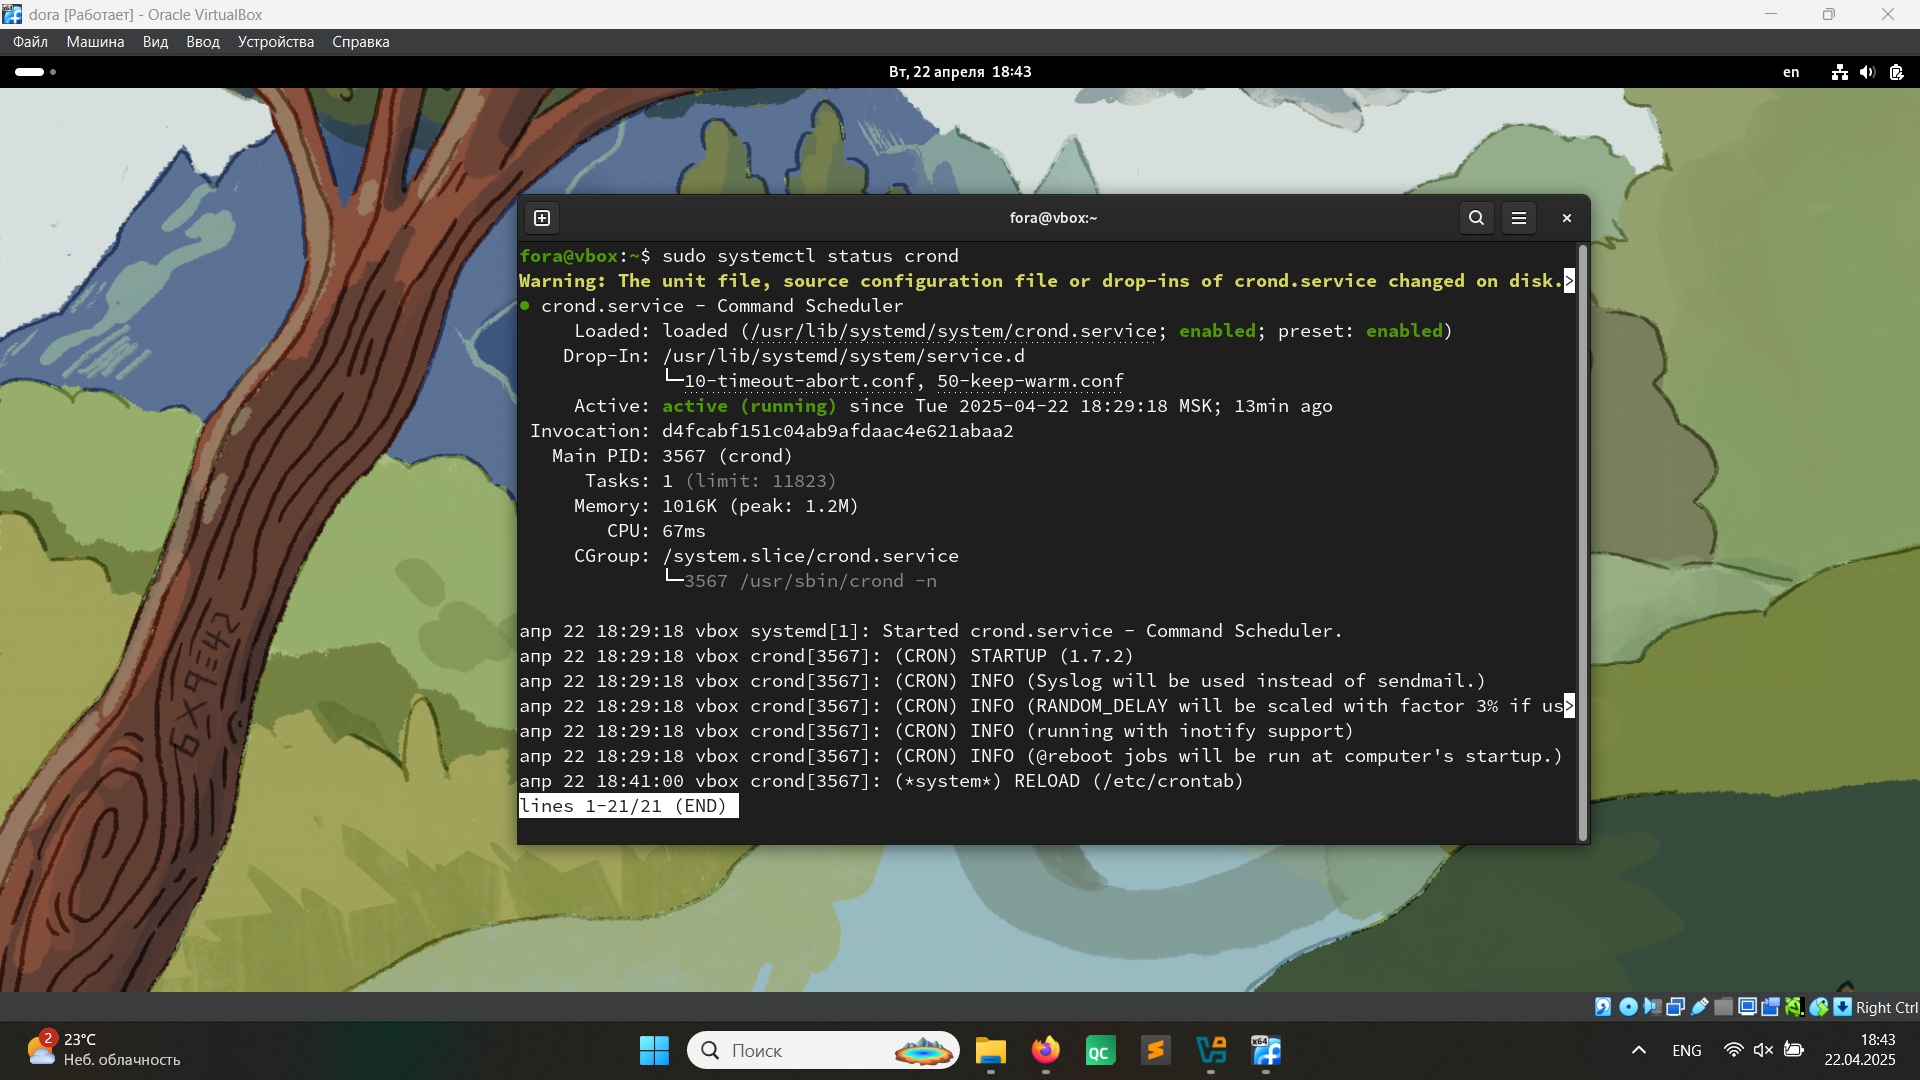 dora [Работает] - Oracle VirtualBox
Файл Машина Вид Ввод Устройства Справка
Вт, 22 апреля 18:43
en
fora@vbox:~
fora@vbox:~$ sudo systemctl status crond
Warning: The unit file, source configuration file or drop-ins of crond.service changed on disk.>
● crond.service - Command Scheduler
Loaded: loaded (/usr/lib/systemd/system/crond.service; enabled; preset: enabled)
Drop-In: /usr/lib/systemd/system/service.d
└─10-timeout-abort.conf, 50-keep-warm.conf
Active: active (running) since Tue 2025-04-22 18:29:18 MSK; 13min ago
Invocation: d4fcabf151c04ab9afdaac4e621abaa2
Main PID: 3567 (crond)
Tasks: 1 (limit: 11823)
Memory: 1016K (peak: 1.2M)
CPU: 67ms
CGroup: /system.slice/crond.service
└─3567 /usr/sbin/crond -n
апр 22 18:29:18 vbox systemd[1]: Started crond.service - Command Scheduler.
апр 22 18:29:18 vbox crond[3567]: (CRON) STARTUP (1.7.2)
апр 22 18:29:18 vbox crond[3567]: (CRON) INFO (Syslog will be used instead of sendmail.)
апр 22 18:29:18 vbox crond[3567]: (CRON) INFO (RANDOM_DELAY will be scaled with factor 3% if us>
апр 22 18:29:18 vbox crond[3567]: (CRON) INFO (running with inotify support)
апр 22 18:29:18 vbox crond[3567]: (CRON) INFO (@reboot jobs will be run at computer's startup.)
апр 22 18:41:00 vbox crond[3567]: (*system*) RELOAD (/etc/crontab)
lines 1-21/21 (END)
6X9=42
Right Ctrl
2
23°C
Неб. облачность
Поиск
QC
x64
ENG
18:43
22.04.2025